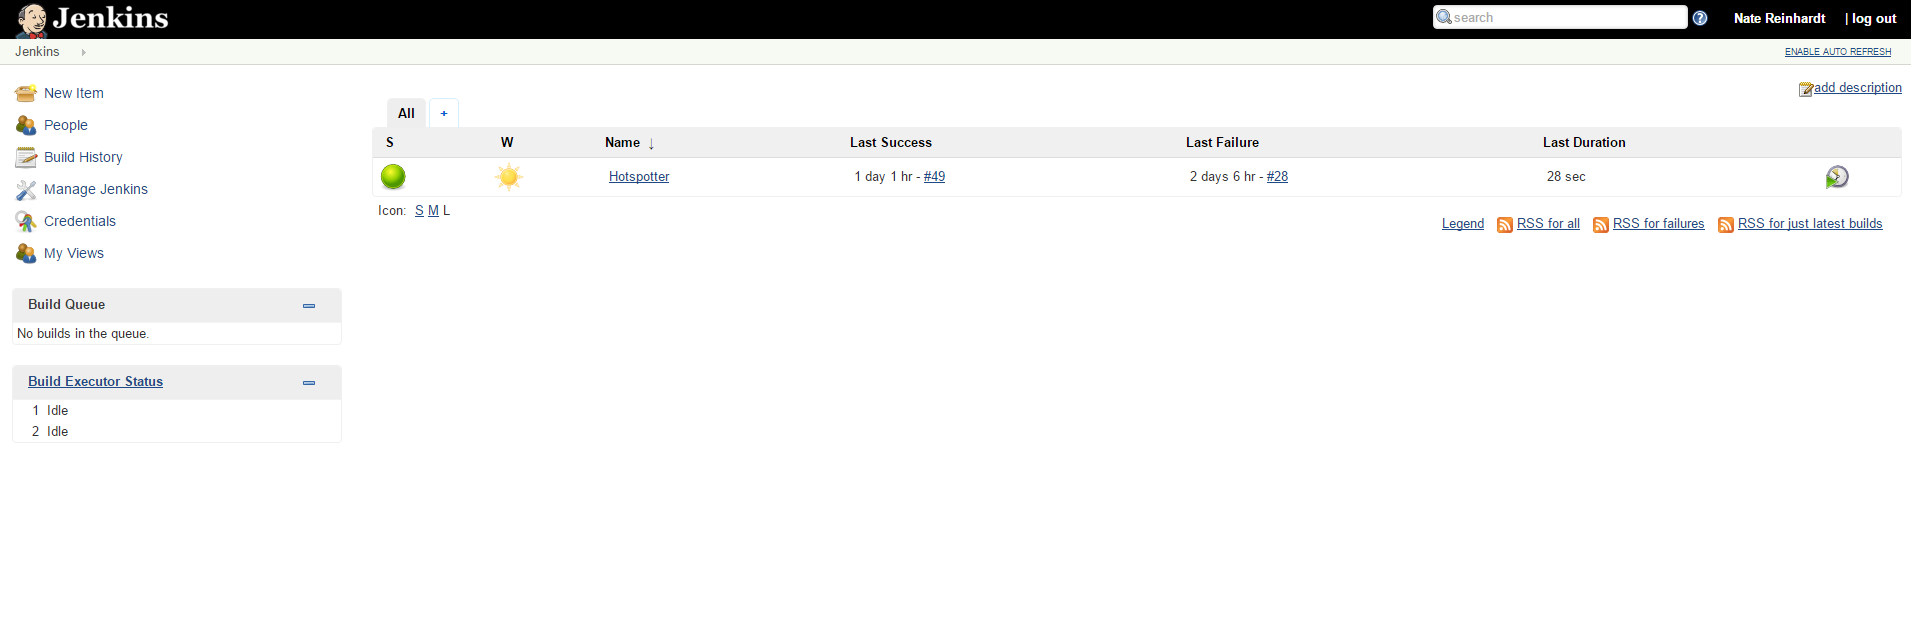 Jenkins
search
Nate Reinhardt | log out
Jenkins
ENABLE AUTO REFRESH
New Item
People
Build History
Manage Jenkins
Credentials
My Views
Build Queue
No builds in the queue.
Build Executor Status
1 Idle
2 Idle
add description
All +
S W Name ↓ Last Success Last Failure Last Duration
Hotspotter 1 day 1 hr - #49 2 days 6 hr - #28 28 sec
Icon: S M L
Legend RSS for all RSS for failures RSS for just latest builds